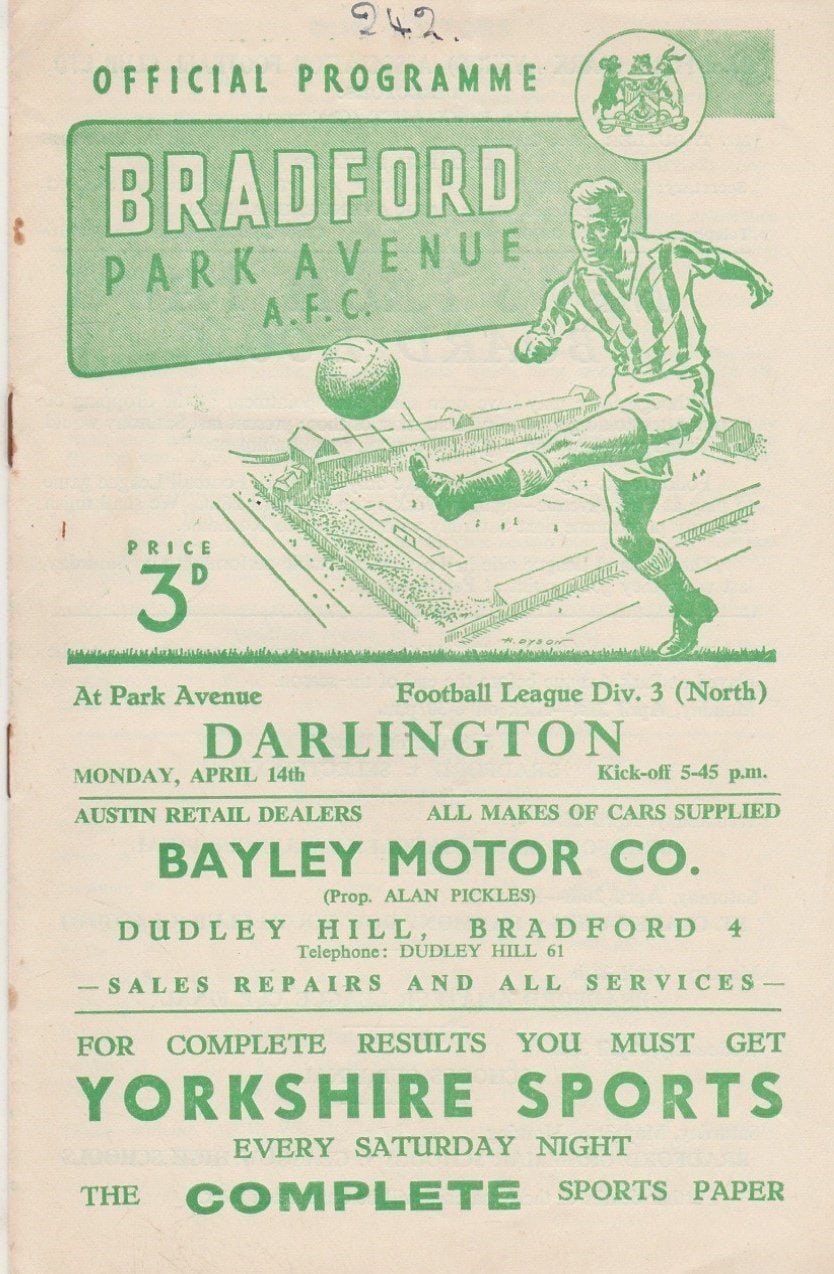 242.
OFFICIAL PROGRAMME
BRADFORD
PARK AVENUE
A.F.C.
PRICE
3D
H. DYSON
At Park Avenue Football League Div. 3 (North)
DARLINGTON
MONDAY, APRIL 14th Kick-off 5-45 p.m.
AUSTIN RETAIL DEALERS ALL MAKES OF CARS SUPPLIED
BAYLEY MOTOR CO.
(Prop. ALAN PICKLES)
DUDLEY HILL, BRADFORD 4
Telephone: DUDLEY HILL 61
—SALES REPAIRS AND ALL SERVICES—
FOR COMPLETE RESULTS YOU MUST GET
YORKSHIRE SPORTS
EVERY SATURDAY NIGHT
THE COMPLETE SPORTS PAPER